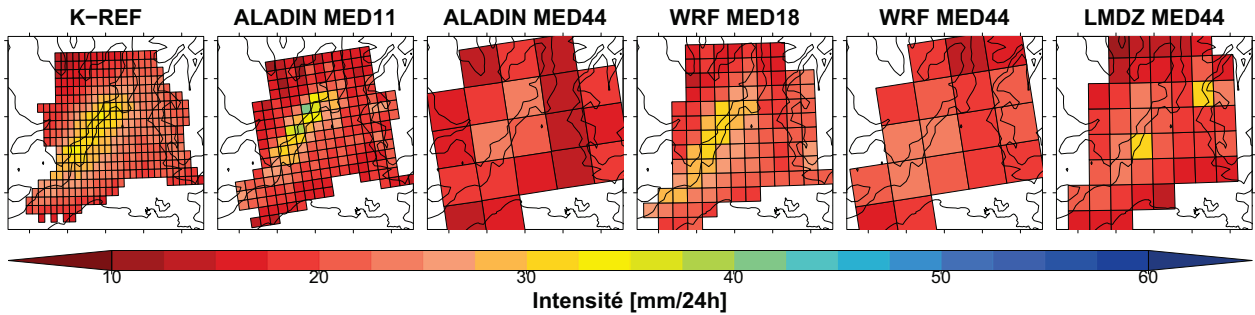 K−REF ALADIN MED11 ALADIN MED44 WRF MED18 WRF MED44 LMDZ MED44
10 20 30 40 50 60
Intensité [mm/24h]